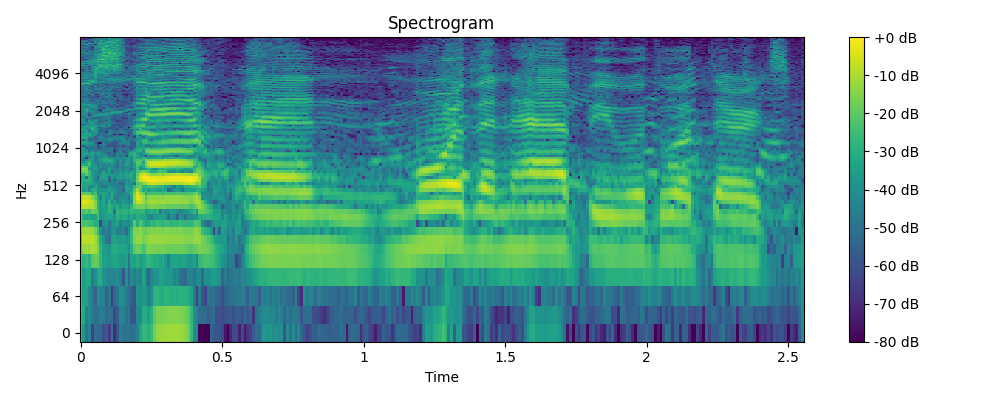 Spectrogram
Hz
4096
2048
1024
512
256
128
64
0
0 0.5 1 1.5 2 2.5
Time
+0 dB
-10 dB
-20 dB
-30 dB
-40 dB
-50 dB
-60 dB
-70 dB
-80 dB